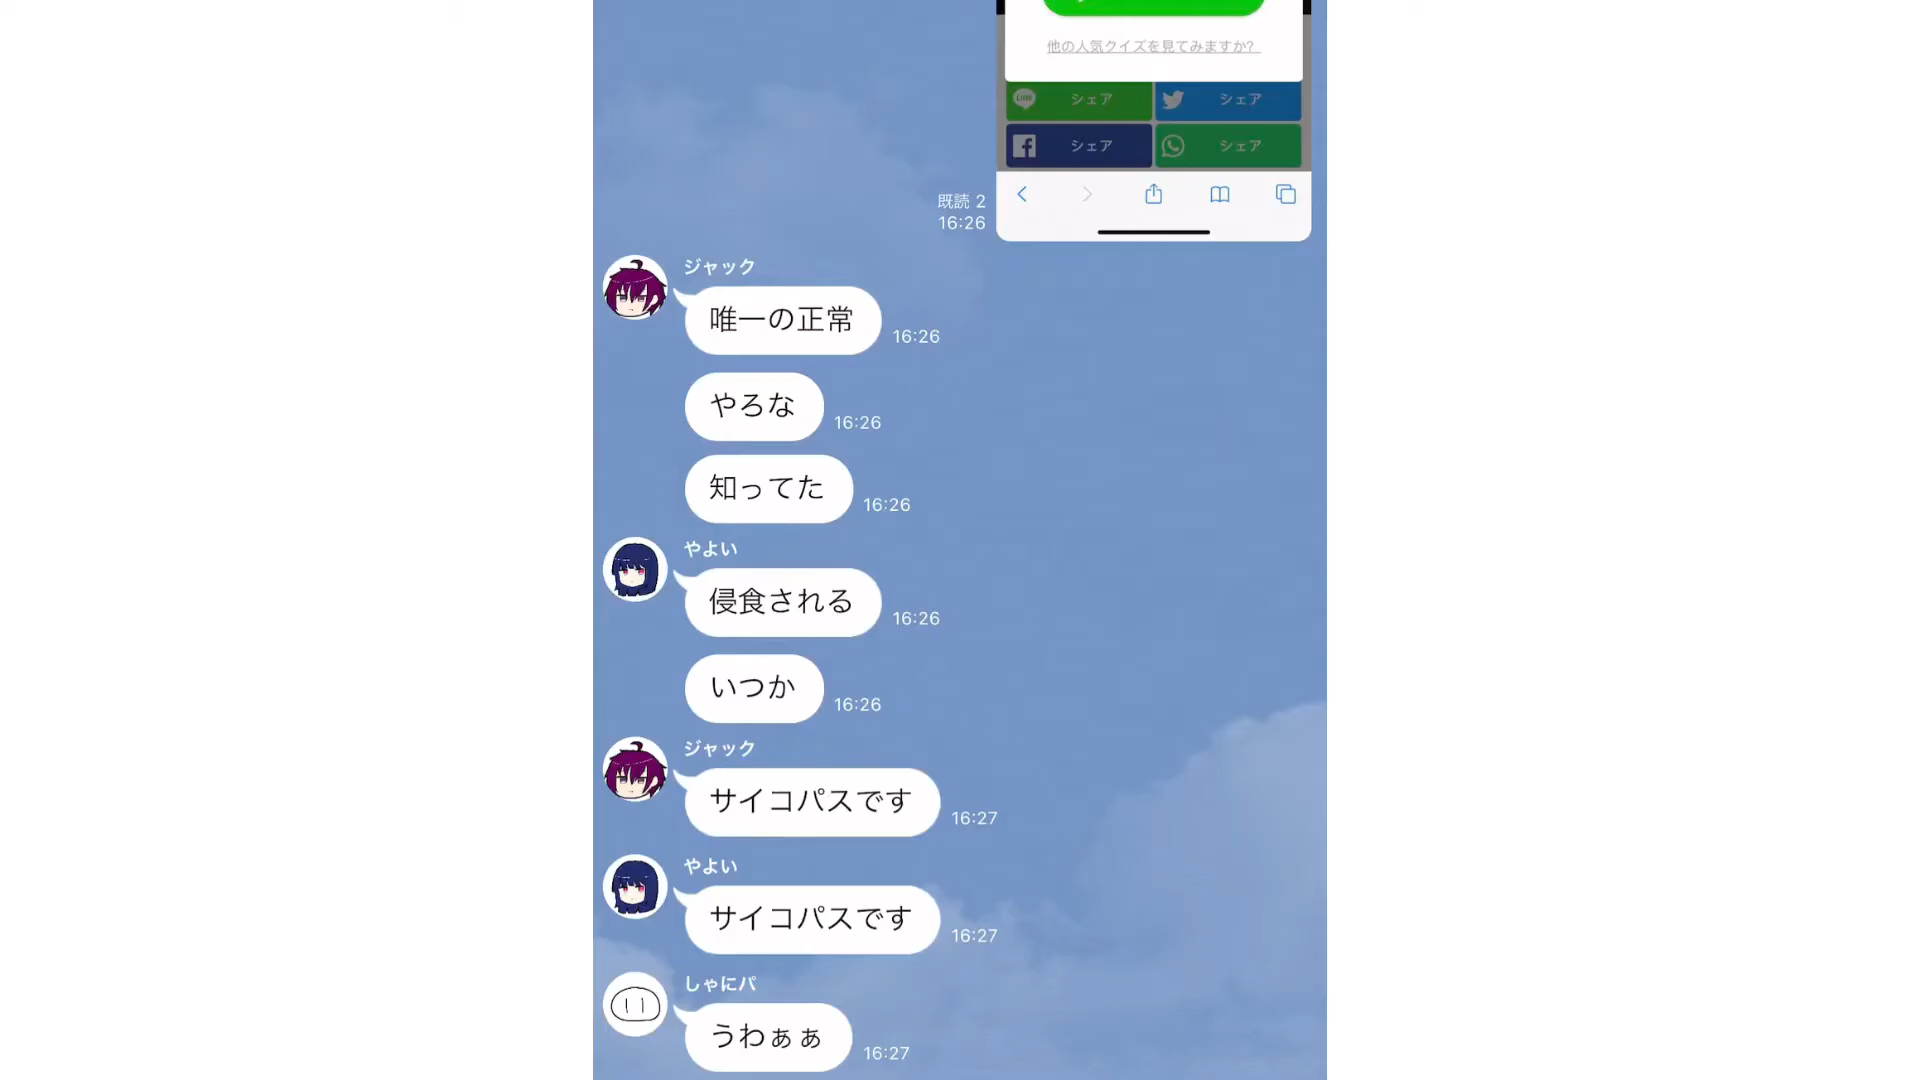 他の人気クイズを見てみますか?
LINE シェア
シェア
シェア
シェア
既読 2
16:26
ジャック
唯一の正常
16:26
やろな
16:26
知ってた
16:26
やよい
侵食される
16:26
いつか
16:26
ジャック
サイコパスです
16:27
やよい
サイコパスです
16:27
しゃにパ
うわぁぁ
16:27